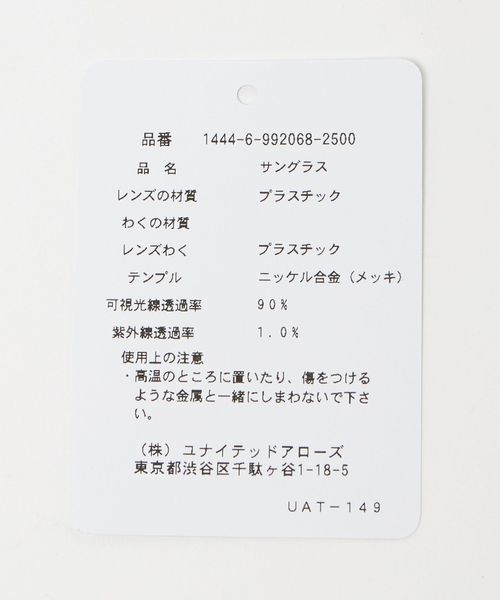 品番 1444-6-992068-2500
品 名 サングラス
レンズの材質 プラスチック
わくの材質
レンズわく プラスチック
テンプル ニッケル合金(メッキ)
可視光線透過率 90%
紫外線透過率 1.0%
使用上の注意
・高温のところに置いたり、傷をつける
ような金属と一緒にしまわないで下さ
い。
(株)ユナイテッドアローズ
東京都渋谷区千駄ヶ谷1-18-5
UAT-149